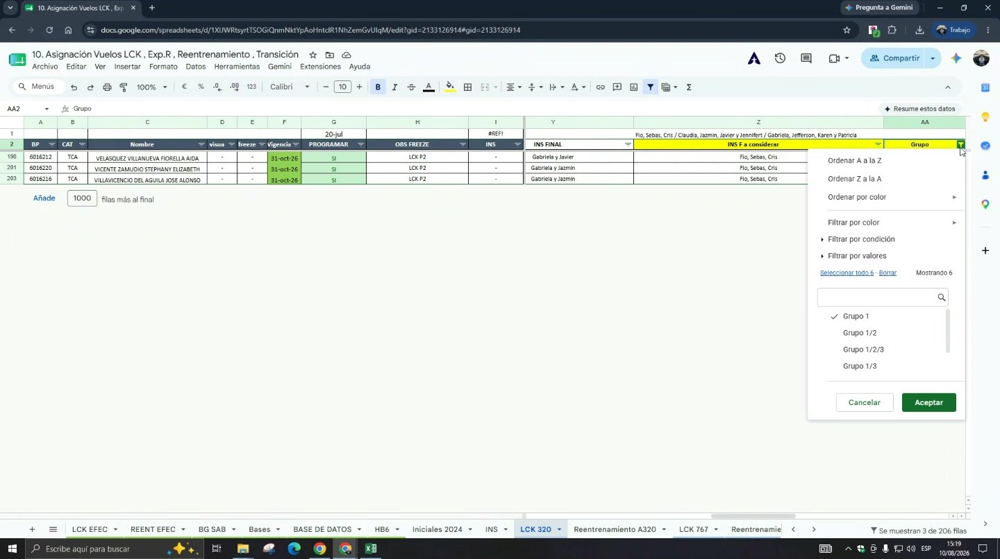 10. Asignación Vuelos LCK , Exp
Pregunta a Gemini
docs.google.com/spreadsheets/d/1XlJWRtsyrtTSOGiQnmNktYpAoHntclR1NhZemGvUIqM/edit?gid=2133126914#gid=2133126914
Trabajo
10. Asignación Vuelos LCK , Exp.R , Reentrenamiento , Transición
Archivo Editar Ver Insertar Formato Datos Herramientas Gemini Extensiones Ayuda
Compartir
Menús 100% € % .0 .00 123 Calibri 10 B I S A
AA2 fx Grupo
Resume estos datos
A B C D E F G H I Y Z AA
1 20-jul #REF! Fio, Sebas, Cris / Claudia, Jazmin, Javier y Jennifert / Gabriela, Jefferson, Karen y Patricia
2 BP CAT Nombre visua freeze Vigencia PROGRAMAR OBS FREEZE INS INS FINAL INS F a considerar Grupo
198 6016212 TCA VELASQUEZ VILLANUEVA FIORELLA AIDA - - 31-oct-26 SI LCK P2 - Gabriela y Javier Fio, Sebas, Cris
201 6016220 TCA VICENTE ZAMUDIO STEPHANY ELIZABETH - - 31-oct-26 SI LCK P2 - Gabriela y Jazmin Fio, Sebas, Cris
203 6016216 TCA VILLAVICENCIO DEL AGUILA JOSE ALONSO - - 31-oct-26 SI LCK P2 - Gabriela y Jazmin Fio, Sebas, Cris
Añade 1000 filas más al final
Ordenar A a la Z
Ordenar Z a la A
Ordenar por color
Filtrar por color
Filtrar por condición
Filtrar por valores
Seleccionar todo 6 - Borrar Mostrando 6
Grupo 1
Grupo 1/2
Grupo 1/2/3
Grupo 1/3
Cancelar Aceptar
LCK EFEC REENT EFEC BG SAB Bases BASE DE DATOS HB6 Iniciales 2024 INS LCK 320 Reentrenamiento A320 LCK 767 Reentrenamie
Se muestran 3 de 206 filas
Escribe aquí para buscar
ESP
15:19
10/08/2026